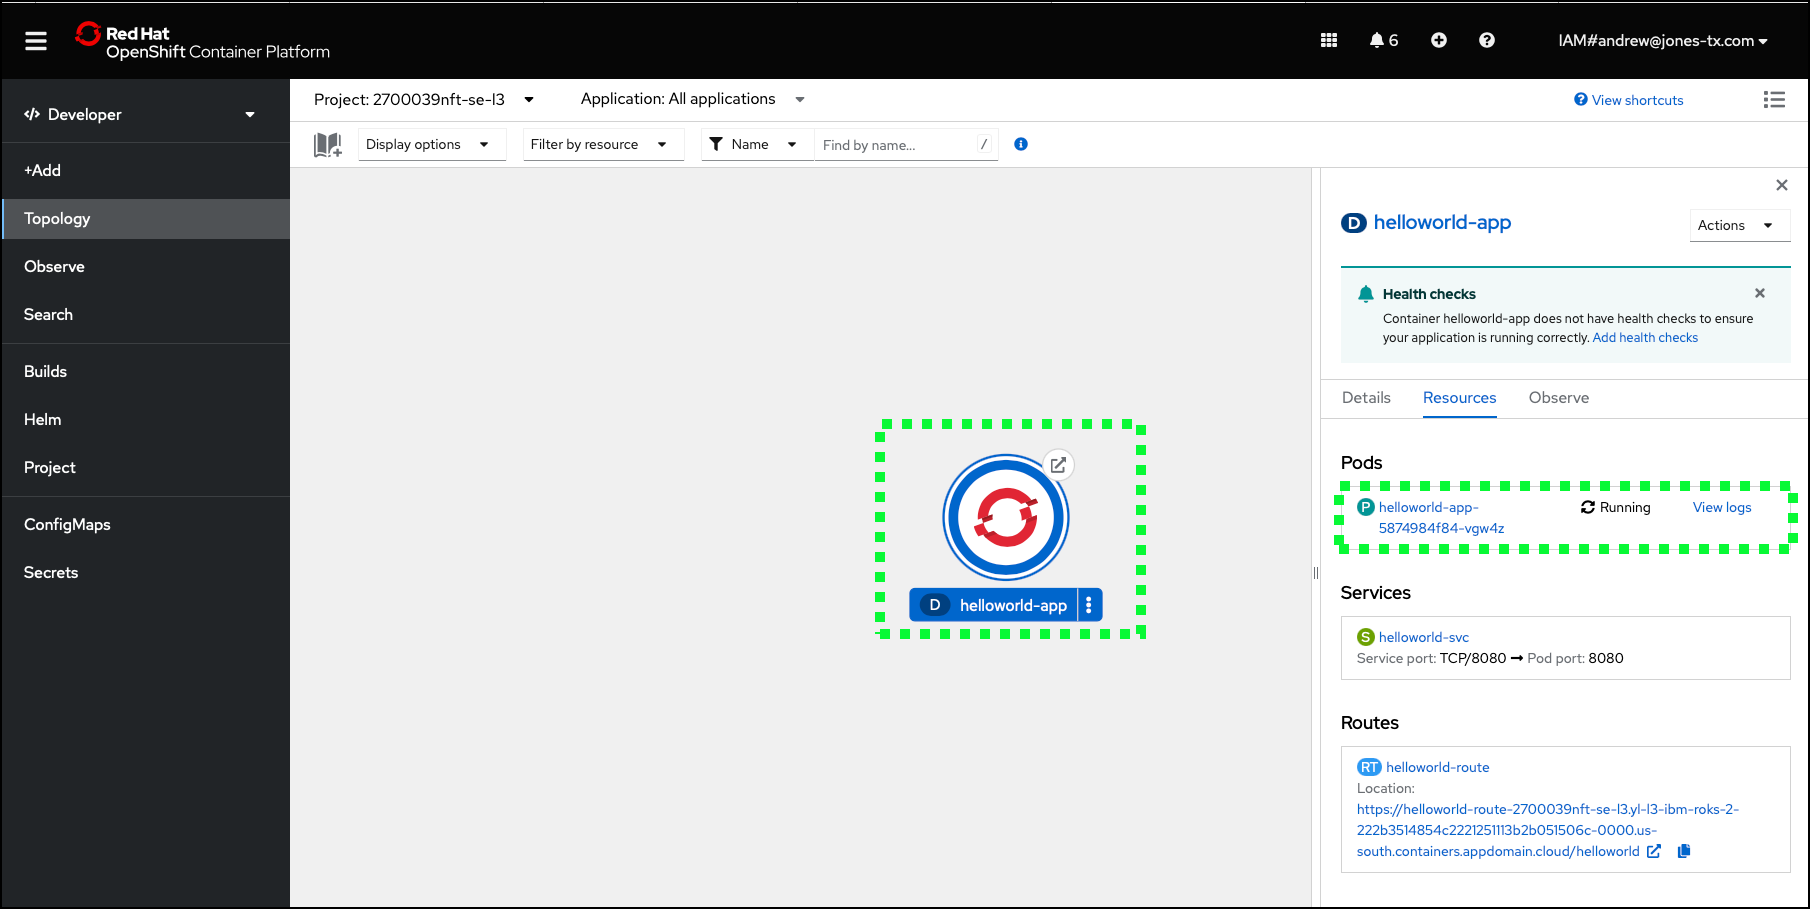 Red Hat
OpenShift Container Platform
6
IAM#andrew@jones-tx.com
Developer
+Add
Topology
Observe
Search
Builds
Helm
Project
ConfigMaps
Secrets
Project: 2700039nft-se-l3
Application: All applications
View shortcuts
Display options
Filter by resource
Name
Find by name...
/
D helloworld-app
D helloworld-app
Actions
Health checks
Container helloworld-app does not have health checks to ensure
your application is running correctly. Add health checks
Details
Resources
Observe
Pods
P helloworld-app-
5874984f84-vgw4z
Running
View logs
Services
S helloworld-svc
Service port: TCP/8080 → Pod port: 8080
Routes
RT helloworld-route
Location:
https://helloworld-route-2700039nft-se-l3.yl-l3-ibm-roks-2-
222b3514854c2221251113b2b051506c-0000.us-
south.containers.appdomain.cloud/helloworld